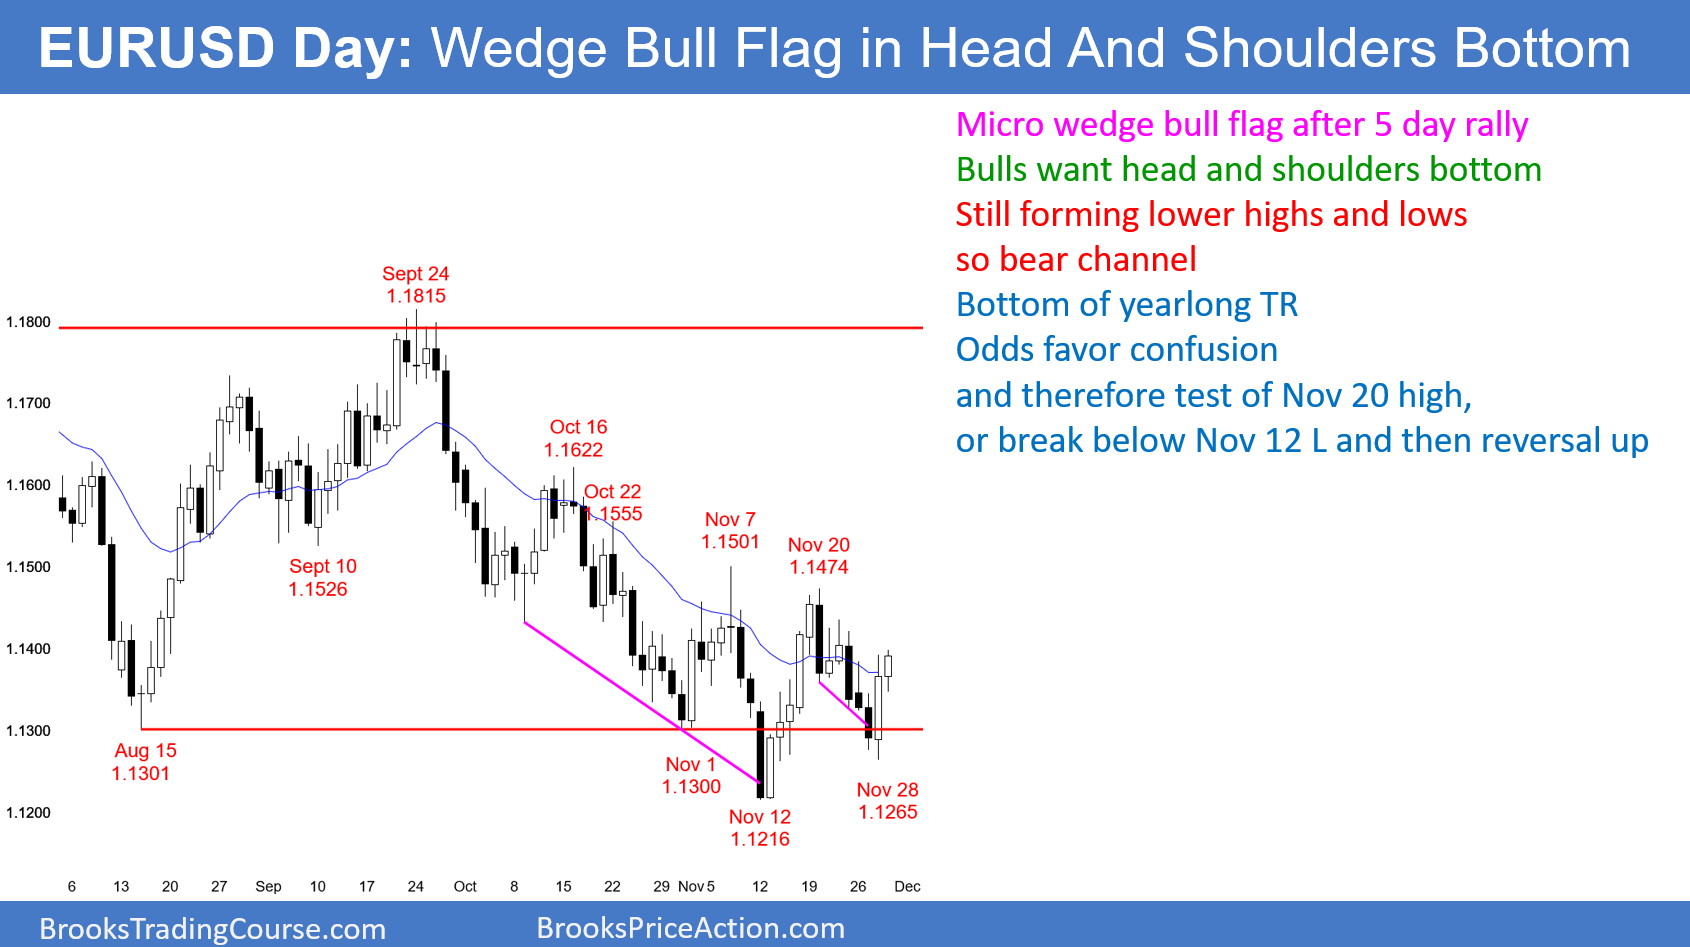 EURUSD Day: Wedge Bull Flag in Head And Shoulders Bottom
Micro wedge bull flag after 5 day rally
Bulls want head and shoulders bottom
Still forming lower highs and lows
so bear channel
Bottom of yearlong TR
Odds favor confusion
and therefore test of Nov 20 high,
or break below Nov 12 L and then reversal up
Sept 24
1.1815
1.1800
1.1700
Oct 16
1.1622
1.1600
Oct 22
1.1555
Nov 7
1.1501
Nov 20
1.1474
Sept 10
1.1526
1.1500
1.1400
1.1300
Aug 15
1.1301
Nov 1
1.1300
Nov 28
1.1265
1.1200
Nov 12
1.1216
6 13 20 27 Sep 10 17 24 Oct 8 15 22 29 Nov 5 12 19 26 Dec
BrooksTradingCourse.com
BrooksPriceAction.com